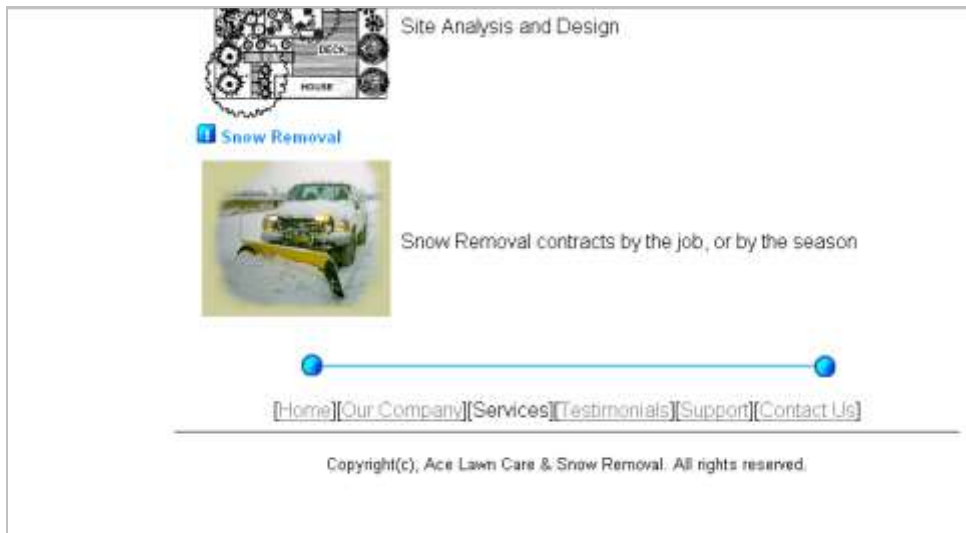 Site Analysis and Design
DECK
HOUSE
Snow Removal
Snow Removal contracts by the job, or by the season
[Home][Our Company][Services][Testimonials][Support][Contact Us]
Copyright(c), Ace Lawn Care & Snow Removal. All rights reserved.